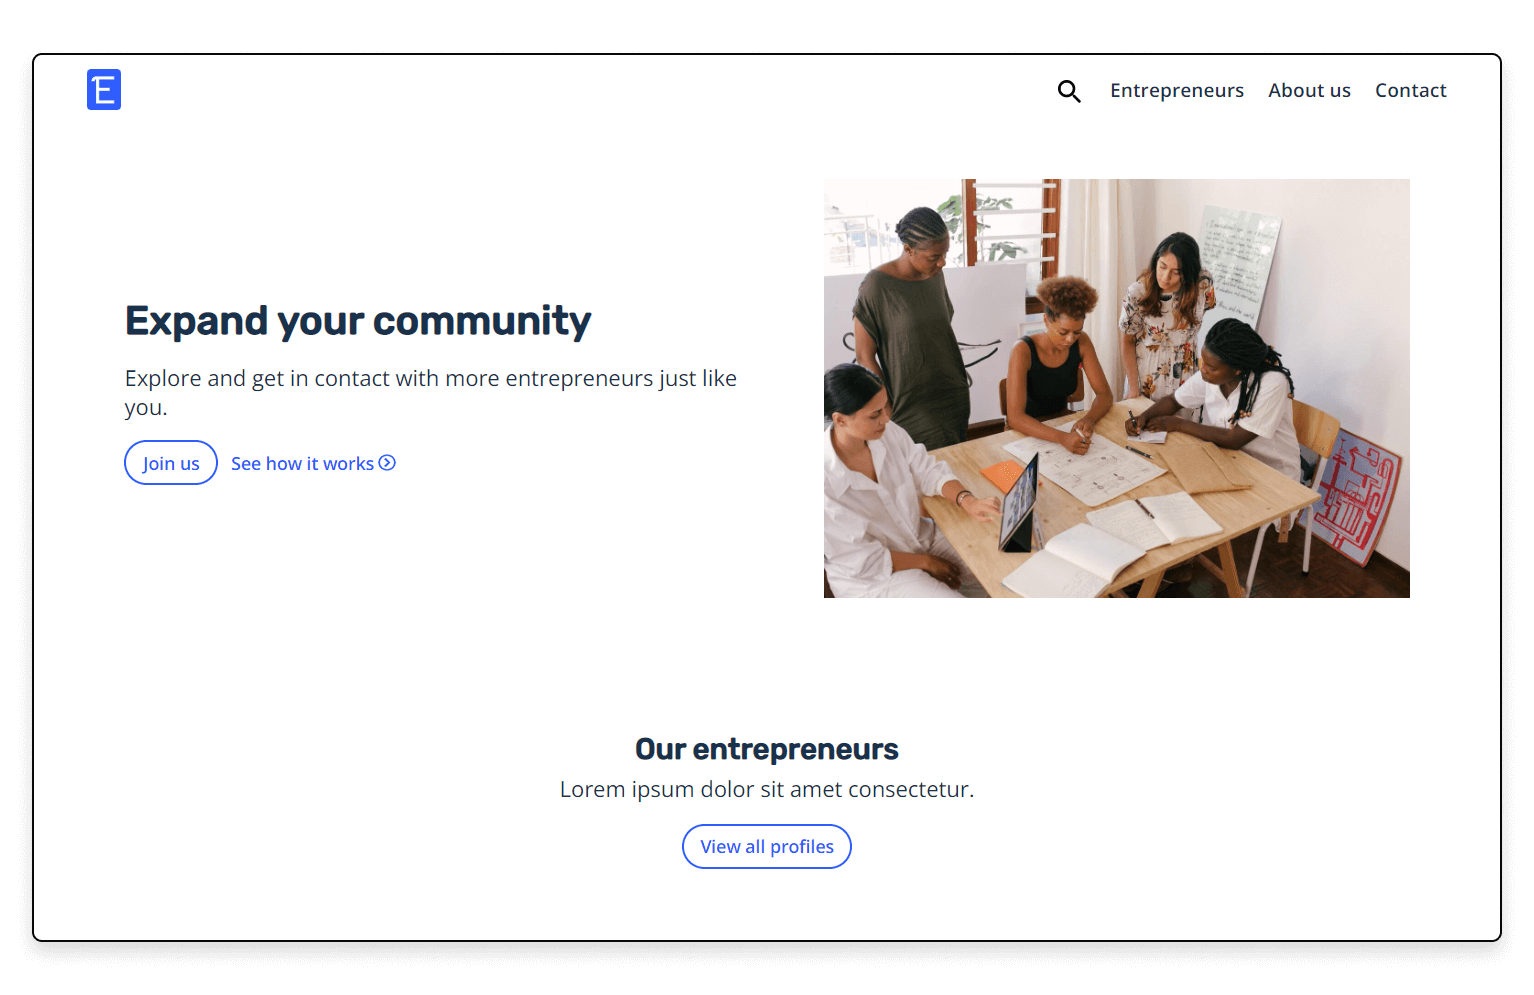 E
Entrepreneurs About us Contact
Expand your community
Explore and get in contact with more entrepreneurs just like
you.
Join us See how it works
Our entrepreneurs
Lorem ipsum dolor sit amet consectetur.
View all profiles